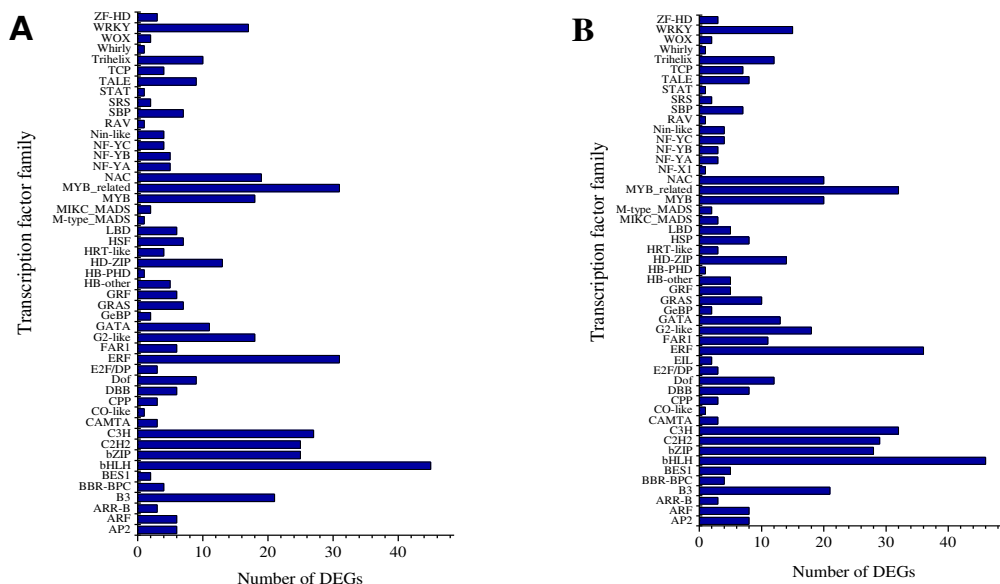 A
Transcription factor family
ZF-HD
WRKY
WOX
Whirly
Trihelix
TCP
TALE
STAT
SRS
SBP
RAV
Nin-like
NF-YC
NF-YB
NF-YA
NAC
MYB_related
MYB
MIKC_MADS
M-type_MADS
LBD
HSF
HRT-like
HD-ZIP
HB-PHD
HB-other
GRF
GRAS
GeBP
GATA
G2-like
FAR1
ERF
E2F/DP
Dof
DBB
CPP
CO-like
CAMTA
C3H
C2H2
bZIP
bHLH
BES1
BBR-BPC
B3
ARR-B
ARF
AP2
0 10 20 30 40
Number of DEGs
B
Transcription factor family
ZF-HD
WRKY
WOX
Whirly
Trihelix
TCP
TALE
STAT
SRS
SBP
RAV
Nin-like
NF-YC
NF-YB
NF-YA
NF-X1
NAC
MYB_related
MYB
M-type_MADS
MIKC_MADS
LBD
HSP
HRT-like
HD-ZIP
HB-PHD
HB-other
GRF
GRAS
GeBP
GATA
G2-like
FAR1
ERF
EIL
E2F/DP
Dof
DBB
CPP
CO-like
CAMTA
C3H
C2H2
bZIP
bHLH
BES1
BBR-BPC
B3
ARR-B
ARF
AP2
0 10 20 30 40
Number of DEGs